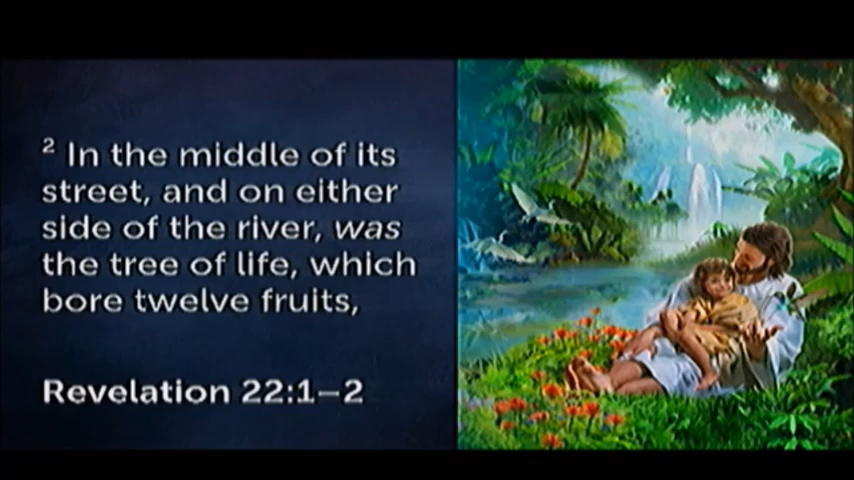 ² In the middle of its
street, and on either
side of the river, was
the tree of life, which
bore twelve fruits,
Revelation 22:1–2